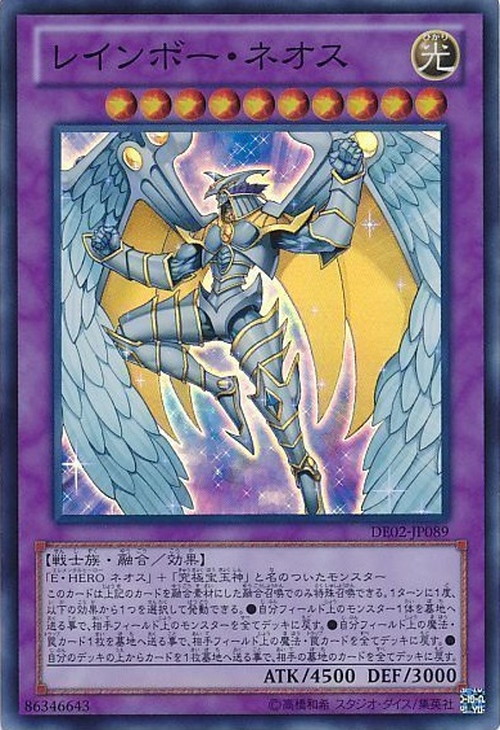 レインボー・ネオス
光
DE02-JP089
【戦士族・融合／効果】
「E・HERO ネオス」＋「究極宝玉神」と名のついたモンスター
このカードは上記のカードを融合素材にした融合召喚でのみ特殊召喚できる。1ターンに1度、
以下の効果から1つを選択して発動できる。●自分フィールド上のモンスター1体を墓地へ
送る事で、相手フィールド上のモンスターを全てデッキに戻す。●自分フィールド上の魔法・
罠カード1枚を墓地へ送る事で、相手フィールド上の魔法・罠カードを全てデッキに戻す。●
自分のデッキの上からカードを1枚墓地へ送る事で、相手の墓地のカードを全てデッキに戻す。
ATK/4500 DEF/3000
86346643
©高橋和希 スタジオ・ダイス/集英社